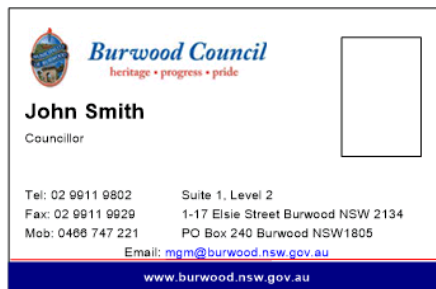 Burwood Council
heritage • progress • pride
John Smith
Councillor
Tel: 02 9911 9802 Suite 1, Level 2
Fax: 02 9911 9929 1-17 Elsie Street Burwood NSW 2134
Mob: 0466 747 221 PO Box 240 Burwood NSW1805
Email: mgm@burwood.nsw.gov.au
www.burwood.nsw.gov.au